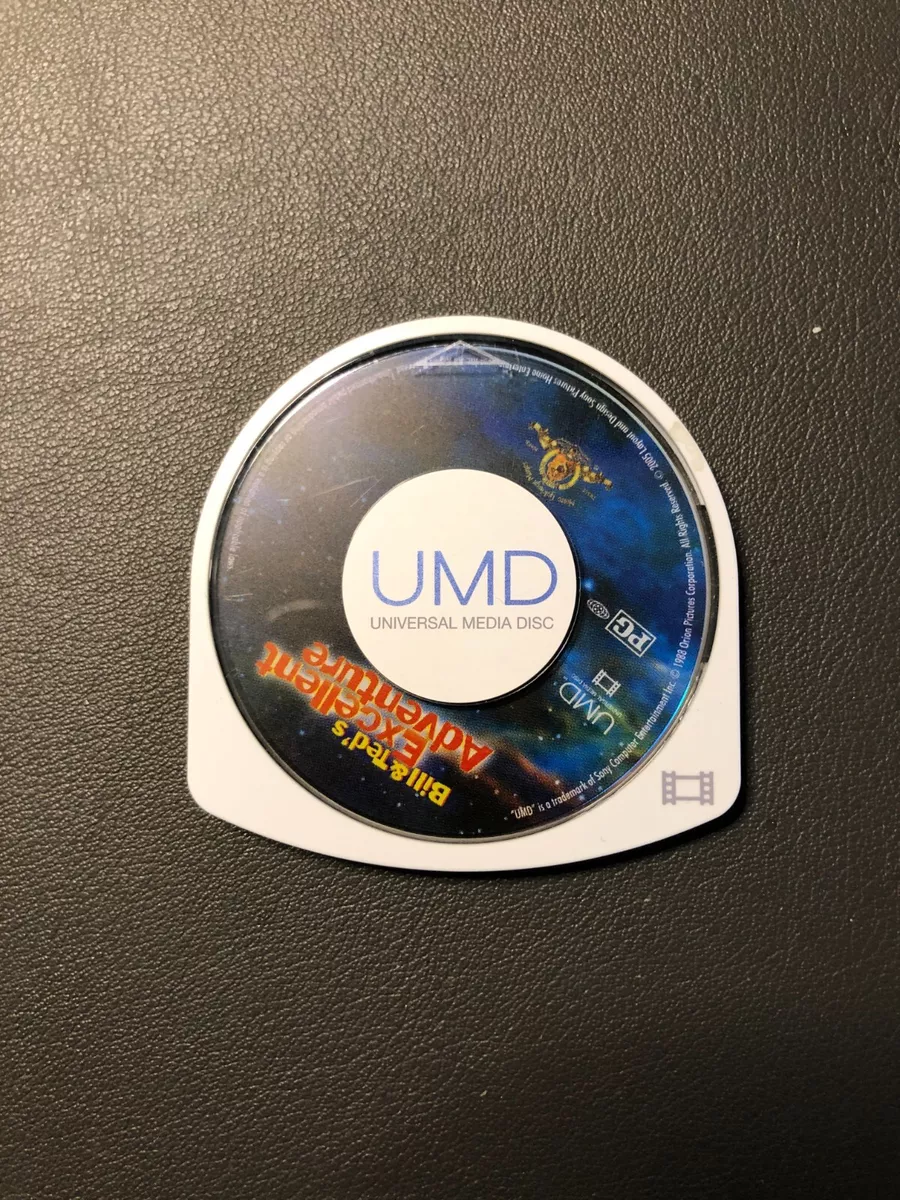 UMD
UNIVERSAL MEDIA DISC
Bill & Ted's
Excellent
Adventure
PG
UMD
"UMD" is a trademark of Sony Computer Entertainment Inc. © 1988 Orion Pictures Corporation. All Rights Reserved. © 2005 Layout and Design Sony Pictures Home